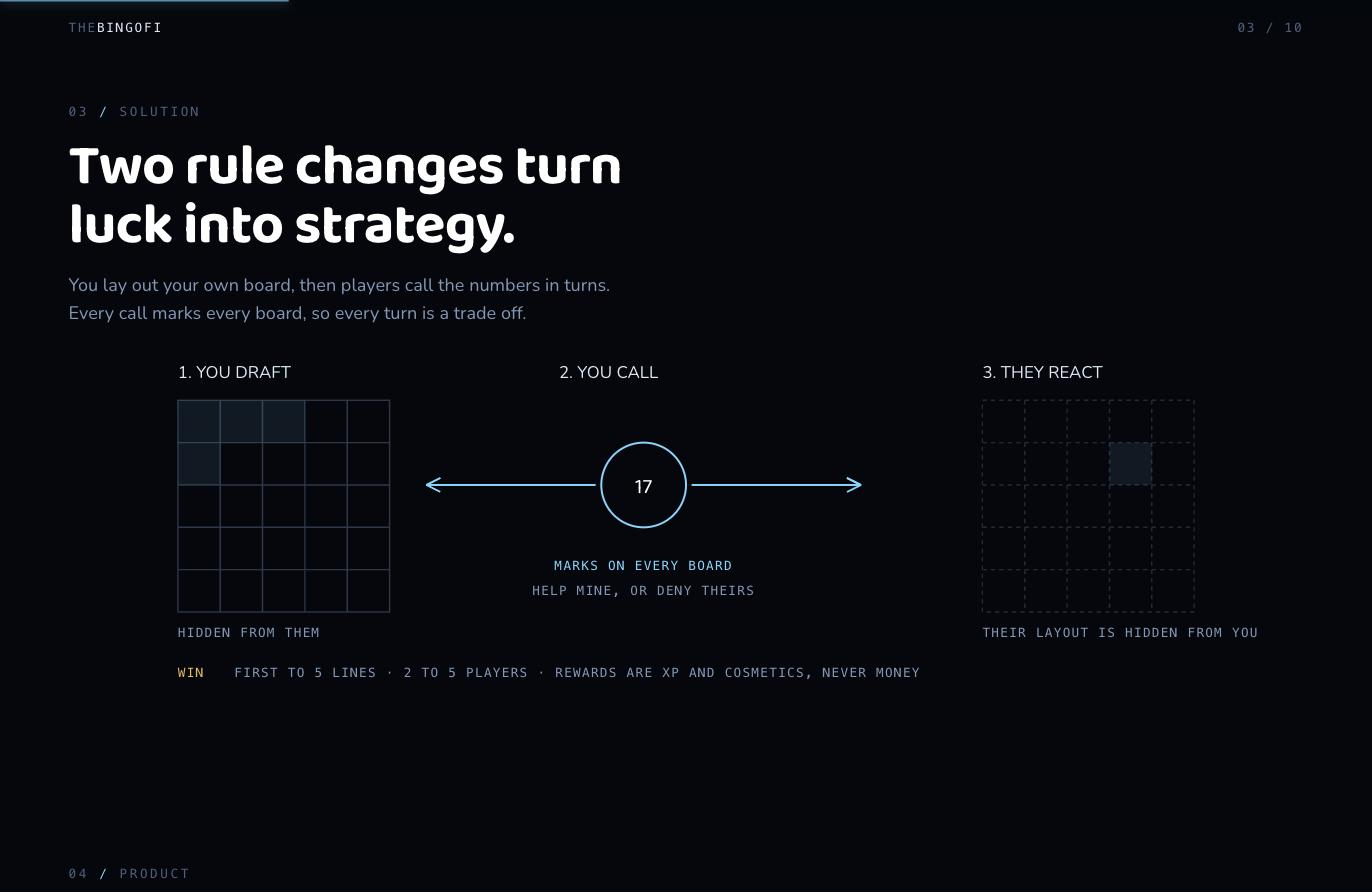 THEBINGOFI
03 / 10
03 / SOLUTION
Two rule changes turn
luck into strategy.
You lay out your own board, then players call the numbers in turns.
Every call marks every board, so every turn is a trade off.
1. YOU DRAFT
2. YOU CALL
3. THEY REACT
17
MARKS ON EVERY BOARD
HELP MINE, OR DENY THEIRS
HIDDEN FROM THEM
THEIR LAYOUT IS HIDDEN FROM YOU
WIN FIRST TO 5 LINES · 2 TO 5 PLAYERS · REWARDS ARE XP AND COSMETICS, NEVER MONEY
04 / PRODUCT